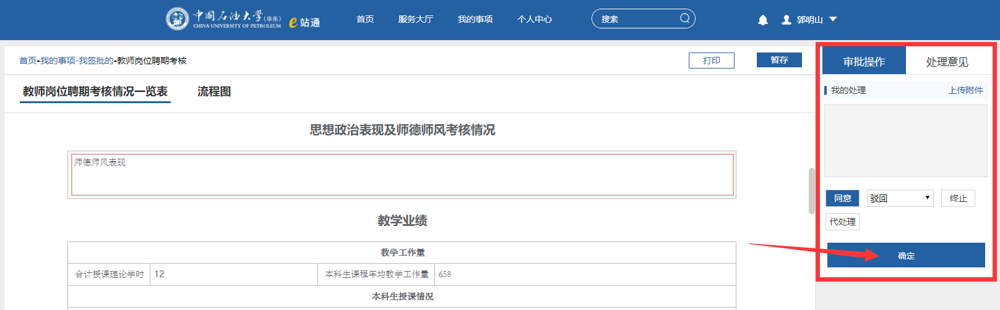 中国石油大学(华东) e站通 首页 服务大厅 我的事项 个人中心 搜索 郭明山
CHINA UNIVERSITY OF PETROLEUM
首页-我的事项-我签批的-教师岗位聘期考核 打印 暂存
教师岗位聘期考核情况一览表 流程图
思想政治表现及师德师风考核情况
师德师风表现
教学业绩
教学工作量
合计授课理论学时 12 本科生课程年均教学工作量 658
本科生授课情况
审批操作 处理意见
我的处理 上传附件
同意 驳回 终止
代处理
确定